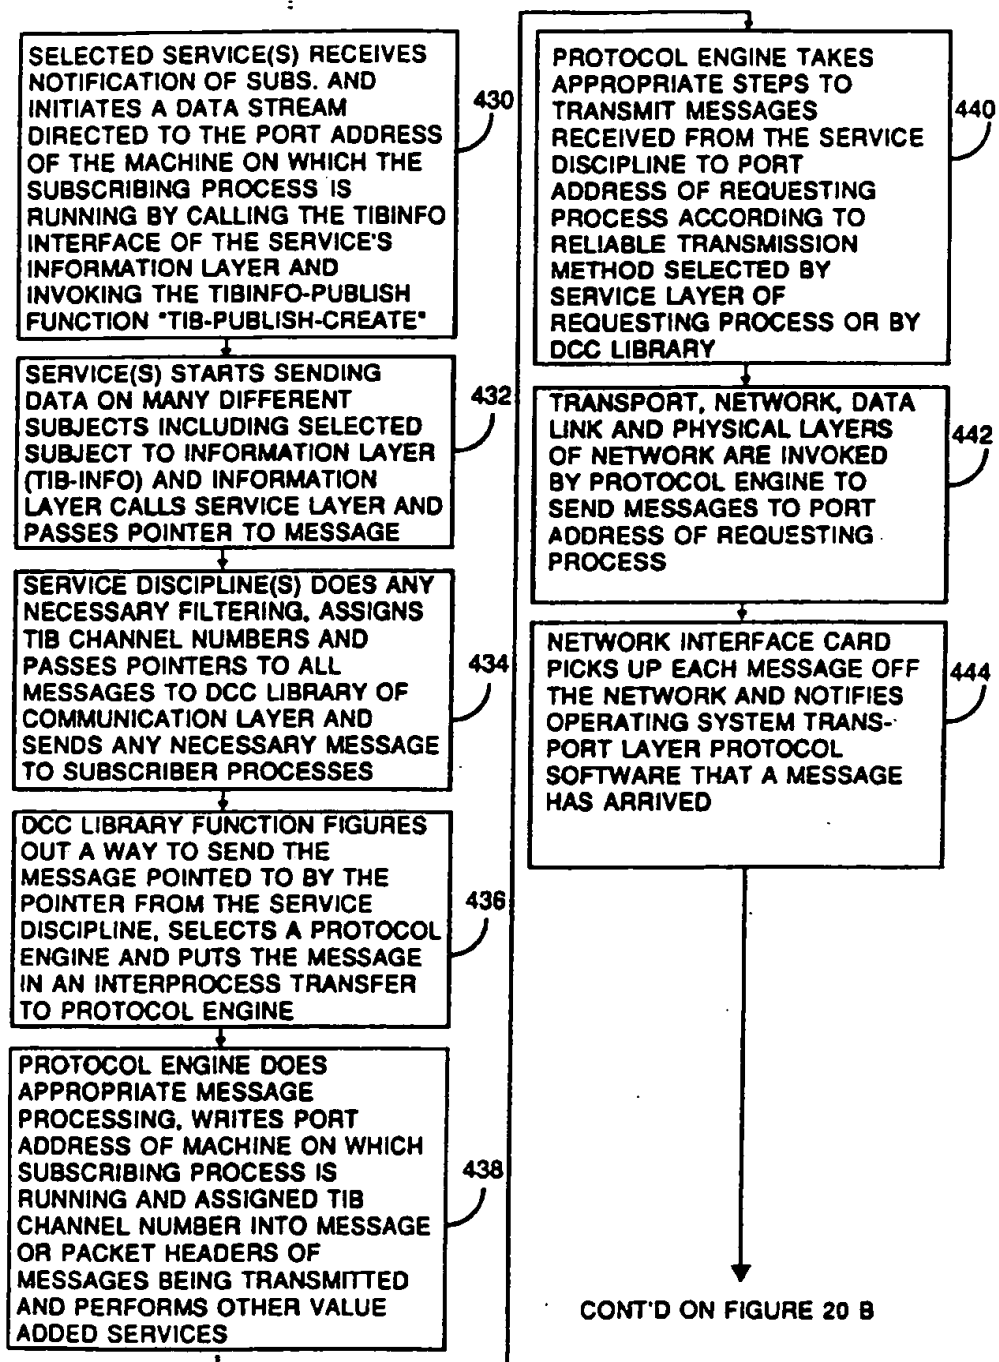 SELECTED SERVICE(S) RECEIVES
NOTIFICATION OF SUBS. AND
INITIATES A DATA STREAM
DIRECTED TO THE PORT ADDRESS
OF THE MACHINE ON WHICH THE
SUBSCRIBING PROCESS IS
RUNNING BY CALLING THE TIBINFO
INTERFACE OF THE SERVICE'S
INFORMATION LAYER AND
INVOKING THE TIBINFO-PUBLISH
FUNCTION "TIB-PUBLISH-CREATE"
430
SERVICE(S) STARTS SENDING
DATA ON MANY DIFFERENT
SUBJECTS INCLUDING SELECTED
SUBJECT TO INFORMATION LAYER
(TIB-INFO) AND INFORMATION
LAYER CALLS SERVICE LAYER AND
PASSES POINTER TO MESSAGE
432
SERVICE DISCIPLINE(S) DOES ANY
NECESSARY FILTERING, ASSIGNS
TIB CHANNEL NUMBERS AND
PASSES POINTERS TO ALL
MESSAGES TO DCC LIBRARY OF
COMMUNICATION LAYER AND
SENDS ANY NECESSARY MESSAGE
TO SUBSCRIBER PROCESSES
434
DCC LIBRARY FUNCTION FIGURES
OUT A WAY TO SEND THE
MESSAGE POINTED TO BY THE
POINTER FROM THE SERVICE
DISCIPLINE, SELECTS A PROTOCOL
ENGINE AND PUTS THE MESSAGE
IN AN INTERPROCESS TRANSFER
TO PROTOCOL ENGINE
436
PROTOCOL ENGINE DOES
APPROPRIATE MESSAGE
PROCESSING, WRITES PORT
ADDRESS OF MACHINE ON WHICH
SUBSCRIBING PROCESS IS
RUNNING AND ASSIGNED TIB
CHANNEL NUMBER INTO MESSAGE
OR PACKET HEADERS OF
MESSAGES BEING TRANSMITTED
AND PERFORMS OTHER VALUE
ADDED SERVICES
438
PROTOCOL ENGINE TAKES
APPROPRIATE STEPS TO
TRANSMIT MESSAGES
RECEIVED FROM THE SERVICE
DISCIPLINE TO PORT
ADDRESS OF REQUESTING
PROCESS ACCORDING TO
RELIABLE TRANSMISSION
METHOD SELECTED BY
SERVICE LAYER OF
REQUESTING PROCESS OR BY
DCC LIBRARY
440
TRANSPORT, NETWORK, DATA
LINK AND PHYSICAL LAYERS
OF NETWORK ARE INVOKED
BY PROTOCOL ENGINE TO
SEND MESSAGES TO PORT
ADDRESS OF REQUESTING
PROCESS
442
NETWORK INTERFACE CARD
PICKS UP EACH MESSAGE OFF
THE NETWORK AND NOTIFIES
OPERATING SYSTEM TRANS-
PORT LAYER PROTOCOL
SOFTWARE THAT A MESSAGE
HAS ARRIVED
444
CONT'D ON FIGURE 20 B